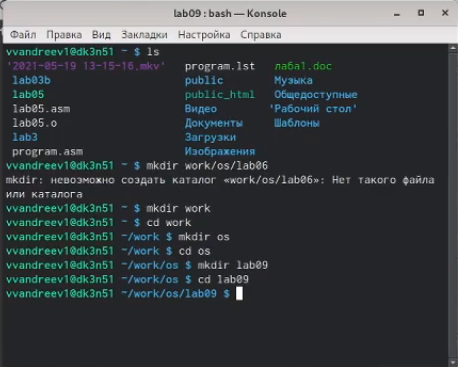 lab09 : bash — Konsole
Файл Правка Вид Закладки Настройка Справка
vvandreev1@dk3n51 ~ $ ls
'2021-05-19 13-15-16.mkv' program.lst лаба1.doc
lab03b public Музыка
lab05 public_html Общедоступные
lab05.asm Видео 'Рабочий стол'
lab05.o Документы Шаблоны
lab3 Загрузки
program.asm Изображения
vvandreev1@dk3n51 ~ $ mkdir work/os/lab06
mkdir: невозможно создать каталог «work/os/lab06»: Нет такого файла
или каталога
vvandreev1@dk3n51 ~ $ mkdir work
vvandreev1@dk3n51 ~ $ cd work
vvandreev1@dk3n51 ~/work $ mkdir os
vvandreev1@dk3n51 ~/work $ cd os
vvandreev1@dk3n51 ~/work/os $ mkdir lab09
vvandreev1@dk3n51 ~/work/os $ cd lab09
vvandreev1@dk3n51 ~/work/os/lab09 $